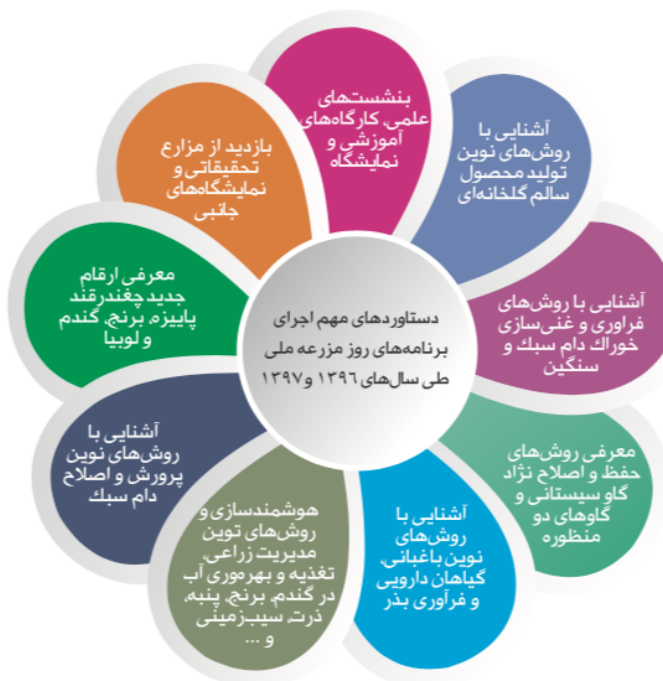 دستاوردهای مهم اجرای
برنامه‌های روز مزرعه ملی
طی سال‌های ۱۳۹۶ و ۱۳۹۷
بنشست‌های
علمی، کارگاه‌های
آموزشی و
نمایشگاه
آشنایی با
روش‌های نوین
تولید محصول
سالم گلخانه‌ای
آشنایی با روش‌های
فراوری و غنی‌سازی
خوراك دام سبك و
سنگین
معرفی روش‌های
حفظ و اصلاح نژاد
گاو سیستانی و
گاوهای دو
منظوره
آشنایی با
روش‌های
نوین باغبانی،
گیاهان دارویی
و فرآوری بذر
هوشمندسازی و
روش‌های توین
مدیریت زراعی،
تغذیه و بهره‌وری آب
در گندم، برنج، پنبه،
ذرت، سیب‌زمینی
و ...
آشنایی با
روش‌های نوین
پرورش و اصلاح
دام سبك
معرفی ارقام
جدید چغندرقند
پاییزه، برنج، گندم
و لوبیا
بازدید از مزارع
تحقیقاتی و
نمایشگاه‌های
جانبی